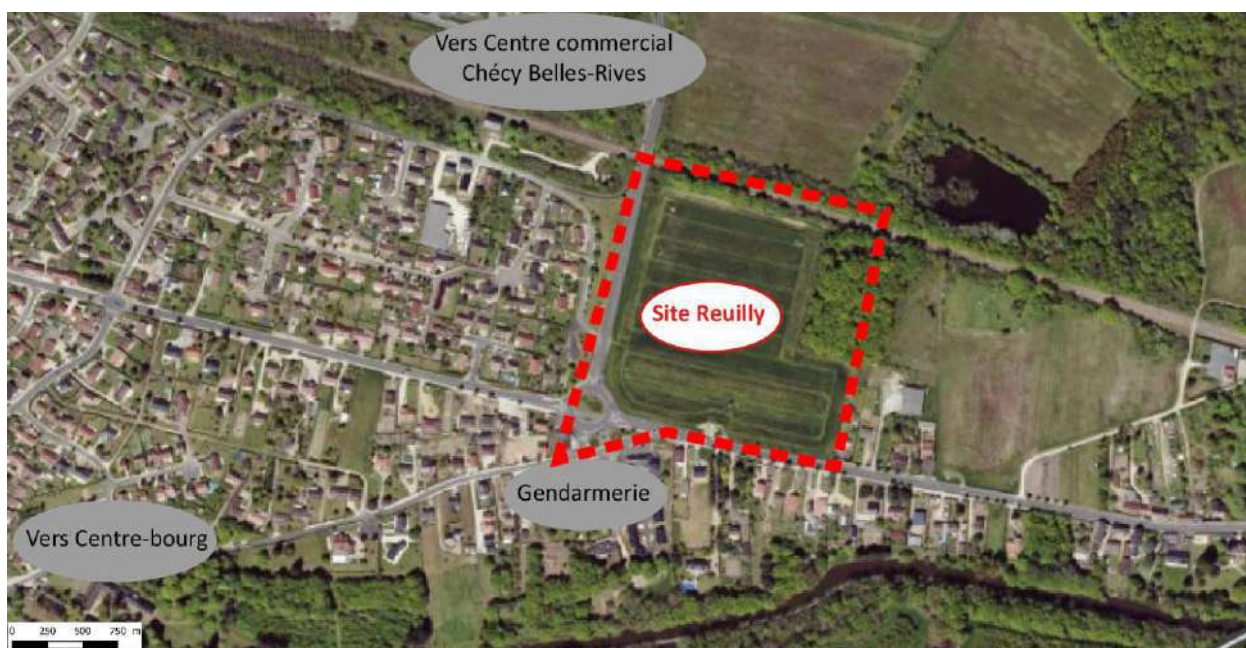 Vers Centre commercial
Chécy Belles-Rives
Site Reuilly
Gendarmerie
Vers Centre-bourg
0 250 500 750 m